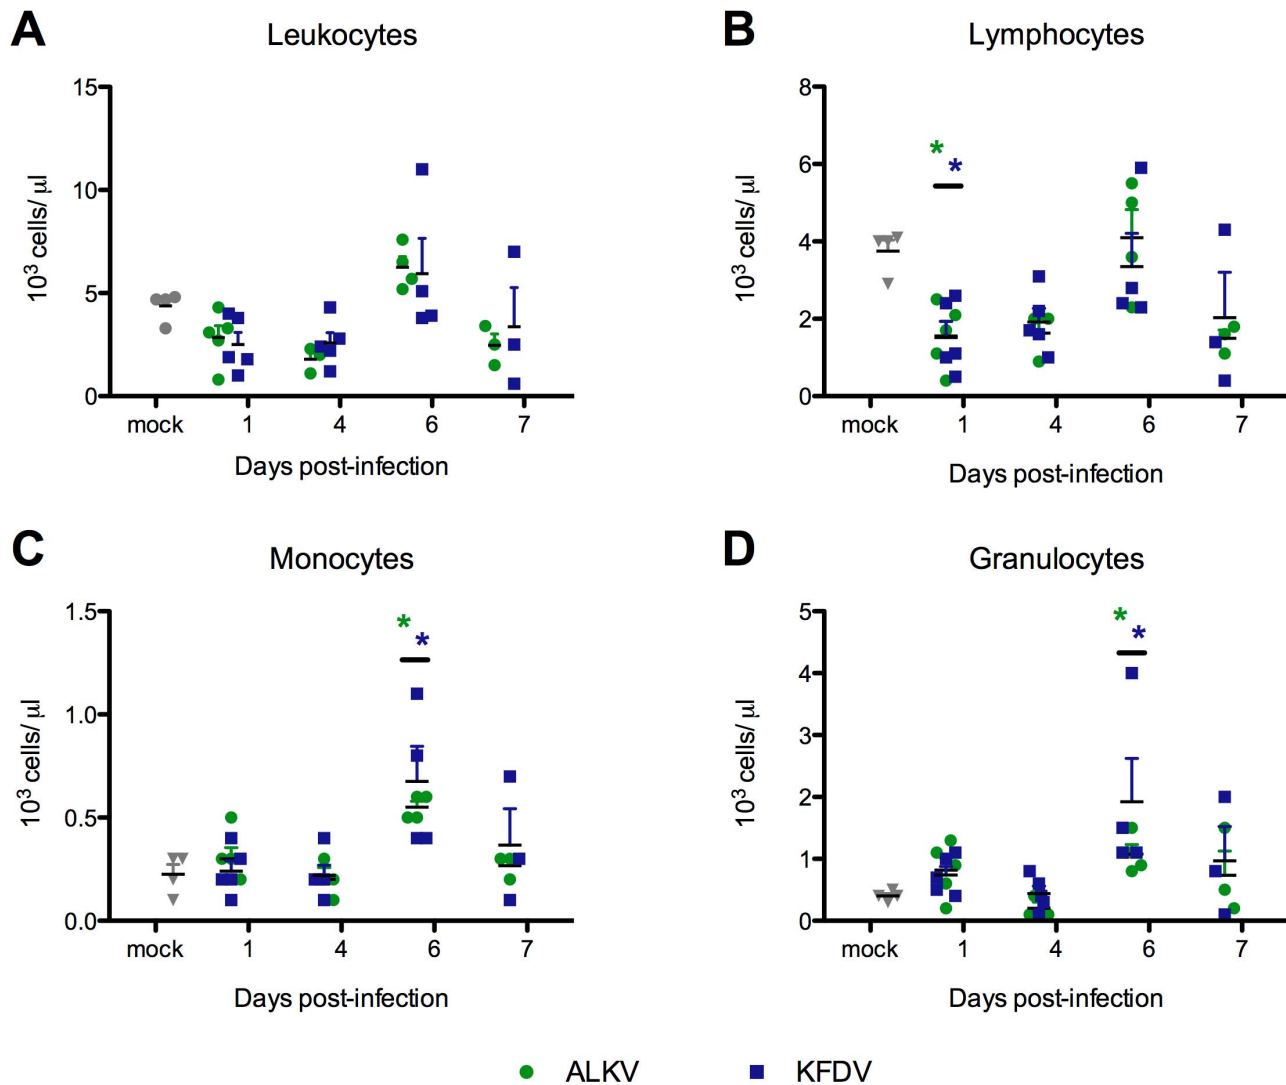 A
Leukocytes
15
10
5
0
10³ cells/ µl
mock 1 4 6 7
Days post-infection
B
Lymphocytes
8
6
4
2
0
10³ cells/ µl
* *
mock 1 4 6 7
Days post-infection
C
Monocytes
1.5
1.0
0.5
0.0
10³ cells/ µl
* *
mock 1 4 6 7
Days post-infection
D
Granulocytes
5
4
3
2
1
0
10³ cells/ µl
* *
mock 1 4 6 7
Days post-infection
ALKV KFDV